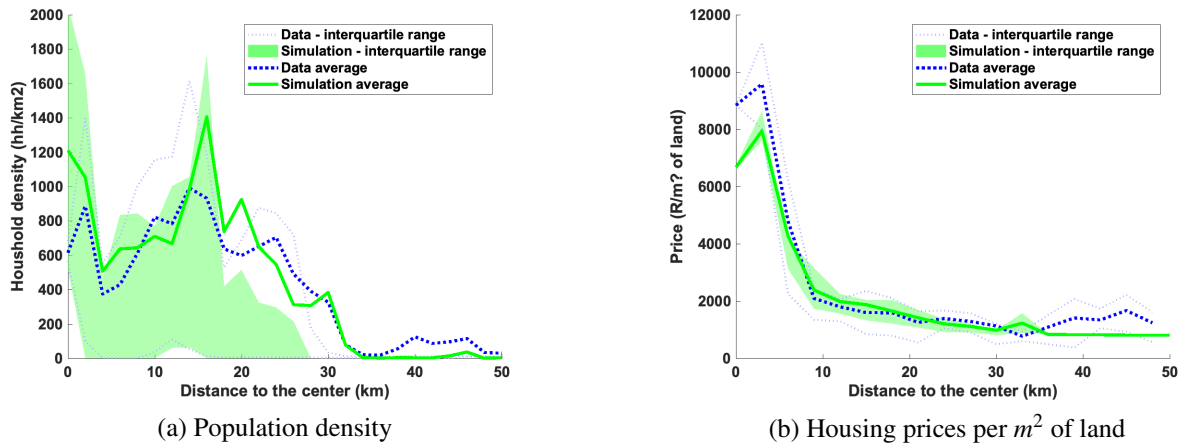 2000
1800
1600
1400
1200
1000
800
600
400
200
0
Houshold density (hh/km2)
Data - interquartile range
Simulation - interquartile range
Data average
Simulation average
0 10 20 30 40 50
Distance to the center (km)
(a) Population density
12000
10000
8000
6000
4000
2000
0
Price (R/m? of land)
Data - interquartile range
Simulation - interquartile range
Data average
Simulation average
0 10 20 30 40 50
Distance to the center (km)
(b) Housing prices per m² of land